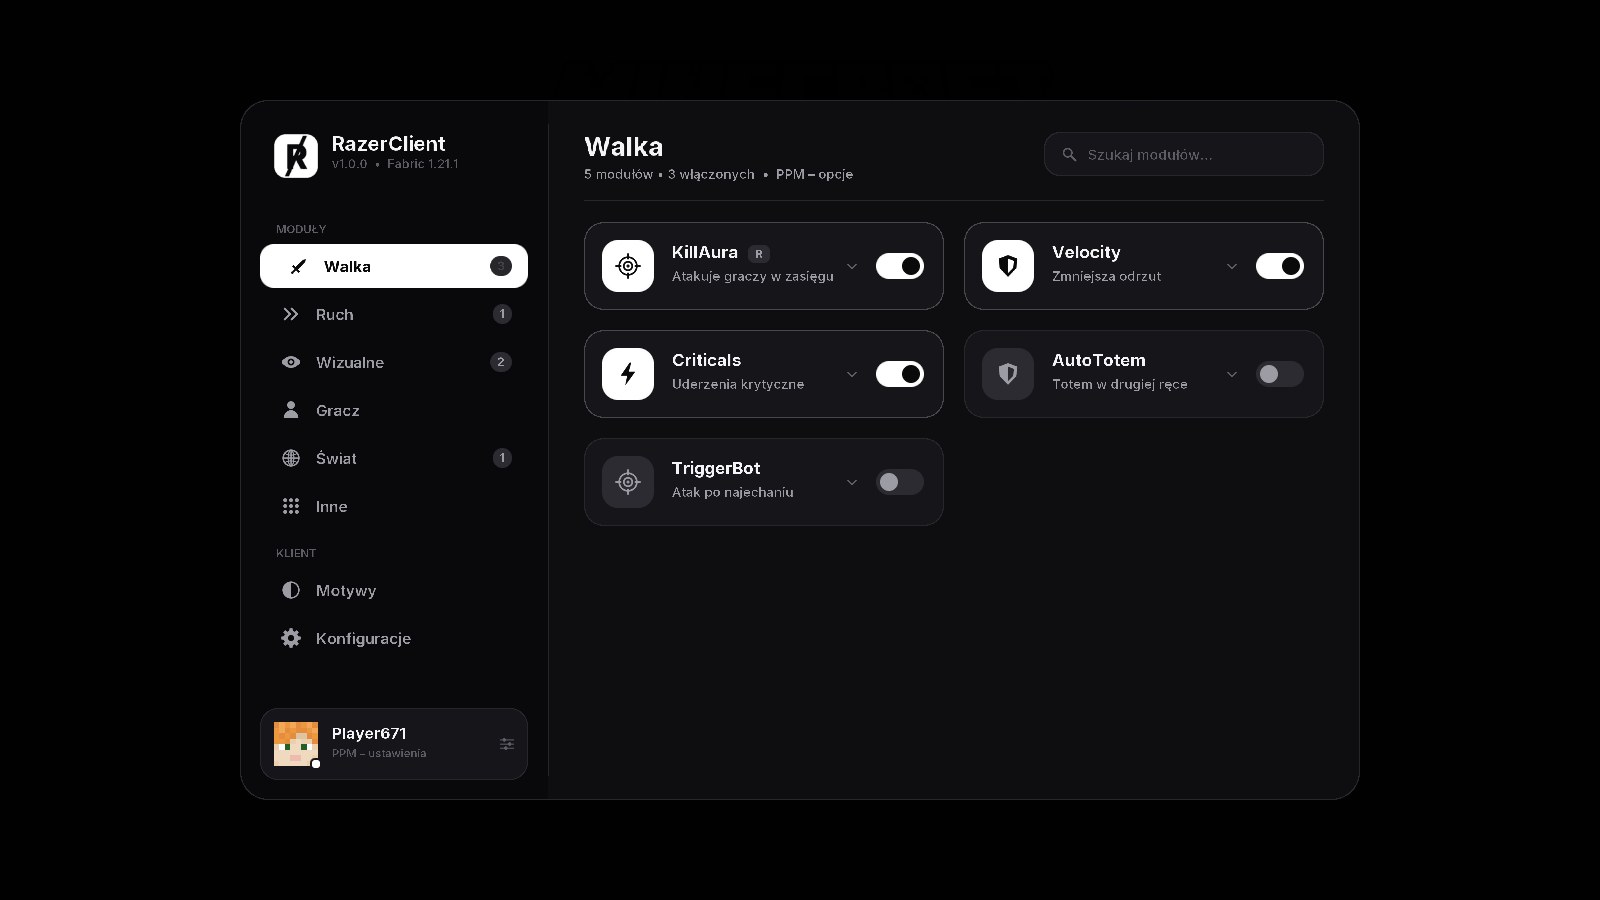 RazerClient
v1.0.0 • Fabric 1.21.1
MODUŁY
Walka 3
Ruch 1
Wizualne 2
Gracz
Świat 1
Inne
KLIENT
Motywy
Konfiguracje
Player671
PPM – ustawienia
Walka
5 modułów • 3 włączonych • PPM – opcje
Szukaj modułów...
KillAura R
Atakuje graczy w zasięgu
Velocity
Zmniejsza odrzut
Criticals
Uderzenia krytyczne
AutoTotem
Totem w drugiej ręce
TriggerBot
Atak po najechaniu